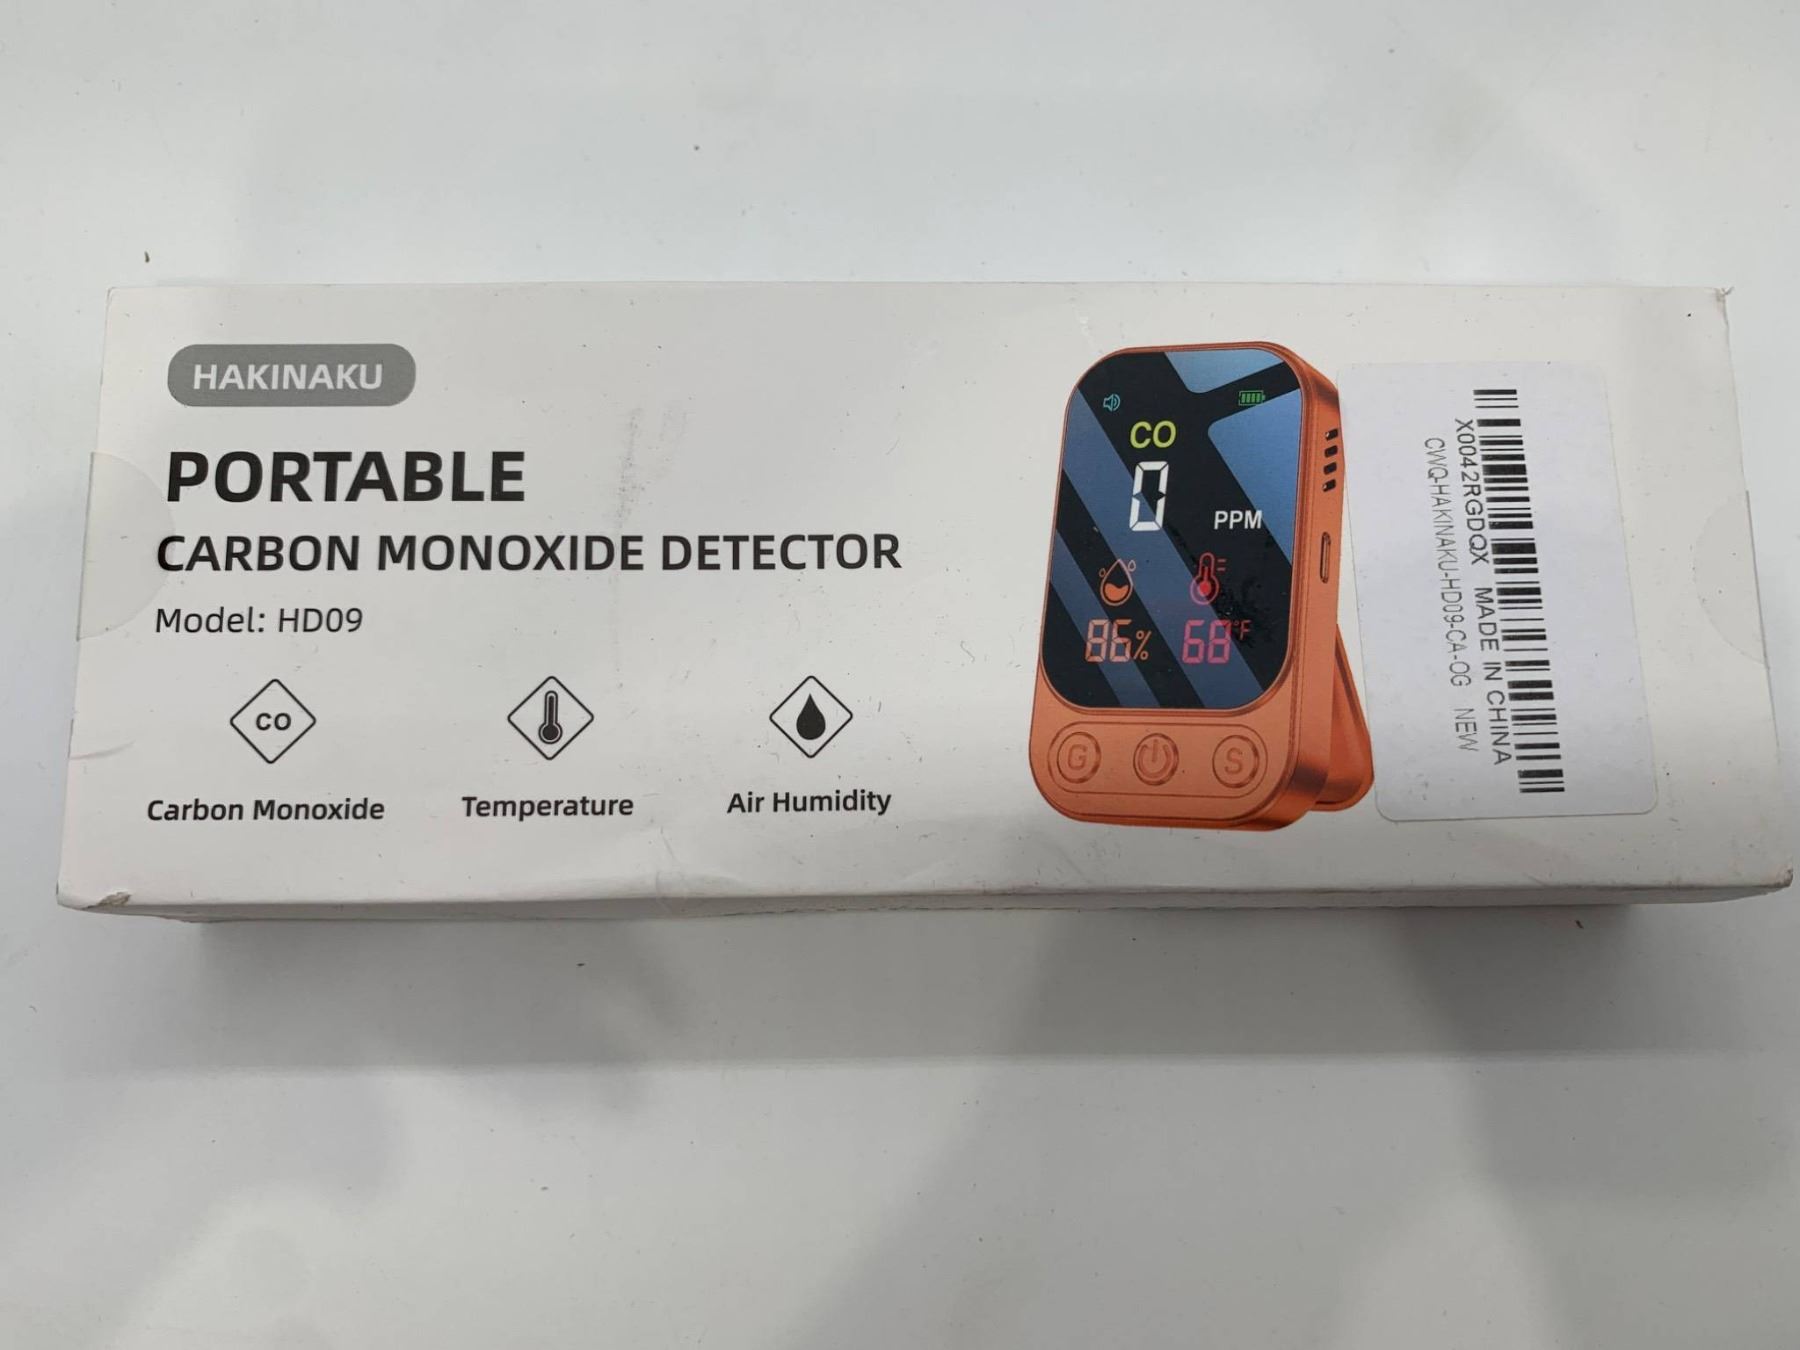 HAKINAKU
PORTABLE
CARBON MONOXIDE DETECTOR
Model: HD09
CO
Carbon Monoxide
Temperature
Air Humidity
CO
0
PPM
86%
68°F
G
S
X0042RGDQX MADE IN CHINA
CWQ-HAKINAKU-HD09-CA-OG NEW